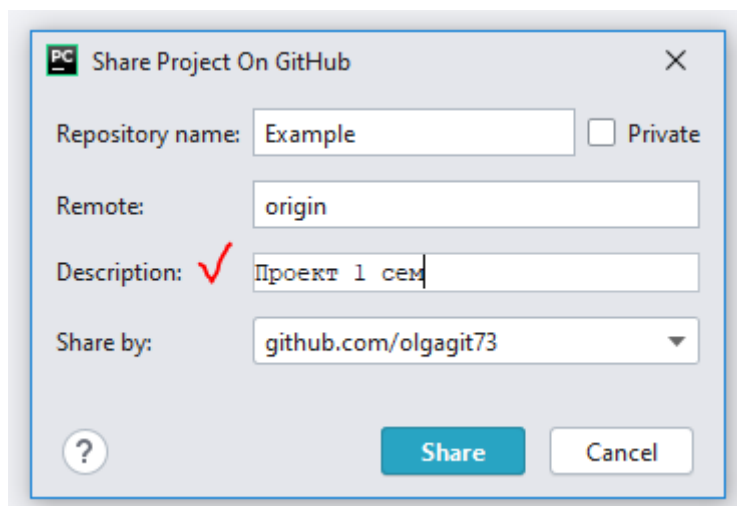 PC Share Project On GitHub
Repository name: Example Private
Remote: origin
Description: Проект 1 сем
Share by: github.com/olgagit73
? Share Cancel